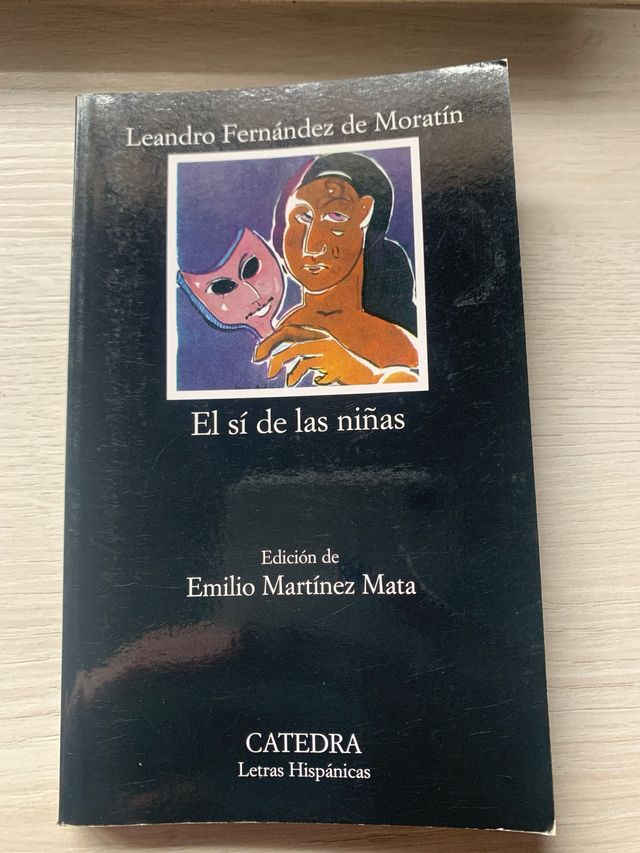 Leandro Fernández de Moratín
El sí de las niñas
Edición de
Emilio Martínez Mata
CATEDRA
Letras Hispánicas